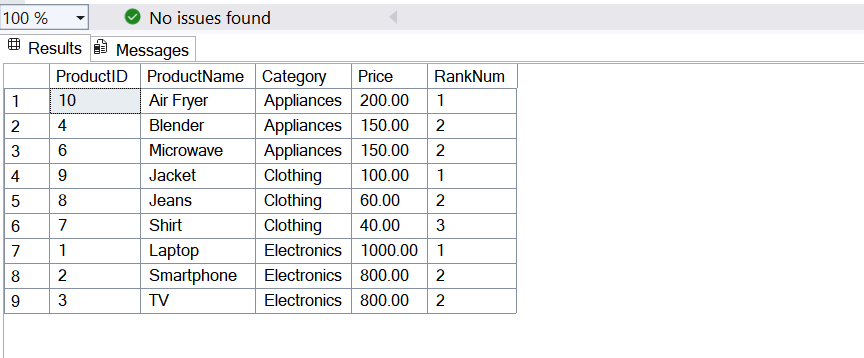 100 % No issues found
Results Messages
ProductID ProductName Category Price RankNum
1 10 Air Fryer Appliances 200.00 1
2 4 Blender Appliances 150.00 2
3 6 Microwave Appliances 150.00 2
4 9 Jacket Clothing 100.00 1
5 8 Jeans Clothing 60.00 2
6 7 Shirt Clothing 40.00 3
7 1 Laptop Electronics 1000.00 1
8 2 Smartphone Electronics 800.00 2
9 3 TV Electronics 800.00 2